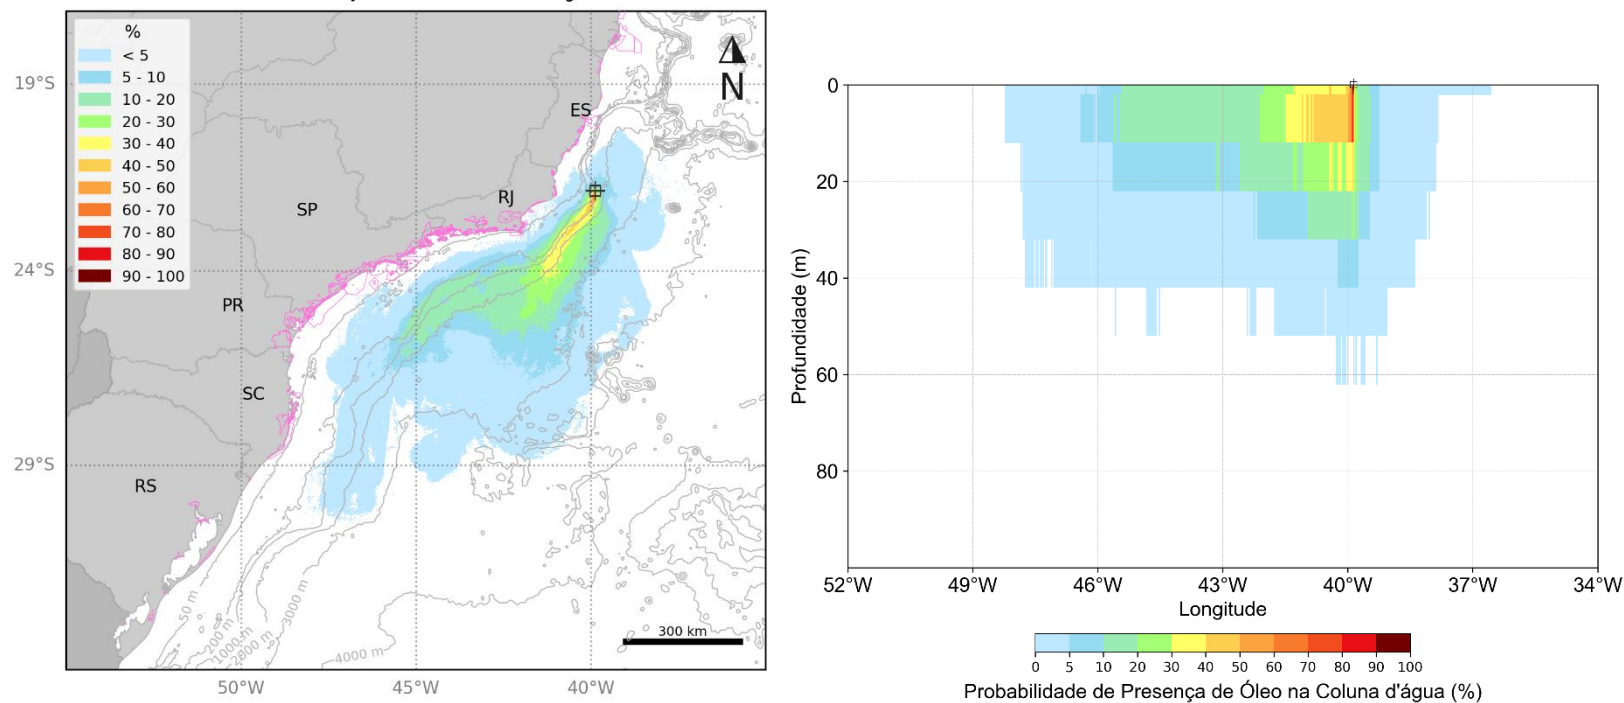 %
< 5
5 - 10
10 - 20
20 - 30
30 - 40
40 - 50
50 - 60
60 - 70
70 - 80
80 - 90
90 - 100
N
19°S
24°S
29°S
ES
RJ
SP
PR
SC
RS
50 m
200 m
1000 m
2000 m
3000 m
4000 m
300 km
50°W
45°W
40°W
0
20
40
60
80
Profundidade (m)
52°W
49°W
46°W
43°W
40°W
37°W
34°W
Longitude
0
5
10
20
30
40
50
60
70
80
90
100
Probabilidade de Presença de Óleo na Coluna d'água (%)